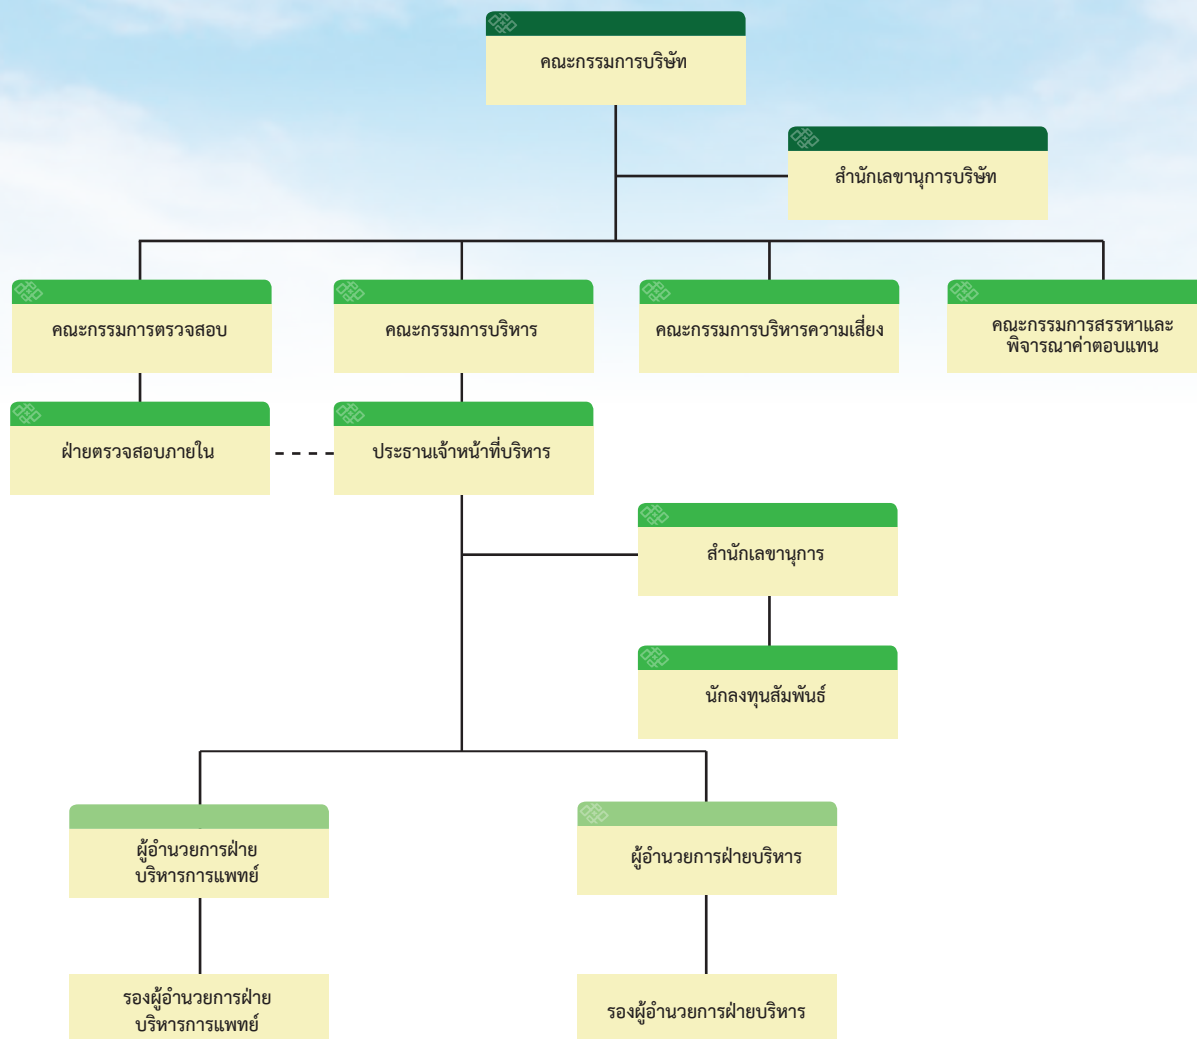 คณะกรรมการบริษัท
สำนักเลขานุการบริษัท
คณะกรรมการตรวจสอบ
คณะกรรมการบริหาร
คณะกรรมการบริหารความเสี่ยง
คณะกรรมการสรรหาและ
พิจารณาค่าตอบแทน
ฝ่ายตรวจสอบภายใน
ประธานเจ้าหน้าที่บริหาร
สำนักเลขานุการ
นักลงทุนสัมพันธ์
ผู้อำนวยการฝ่าย
บริหารการแพทย์
ผู้อำนวยการฝ่ายบริหาร
รองผู้อำนวยการฝ่าย
บริหารการแพทย์
รองผู้อำนวยการฝ่ายบริหาร